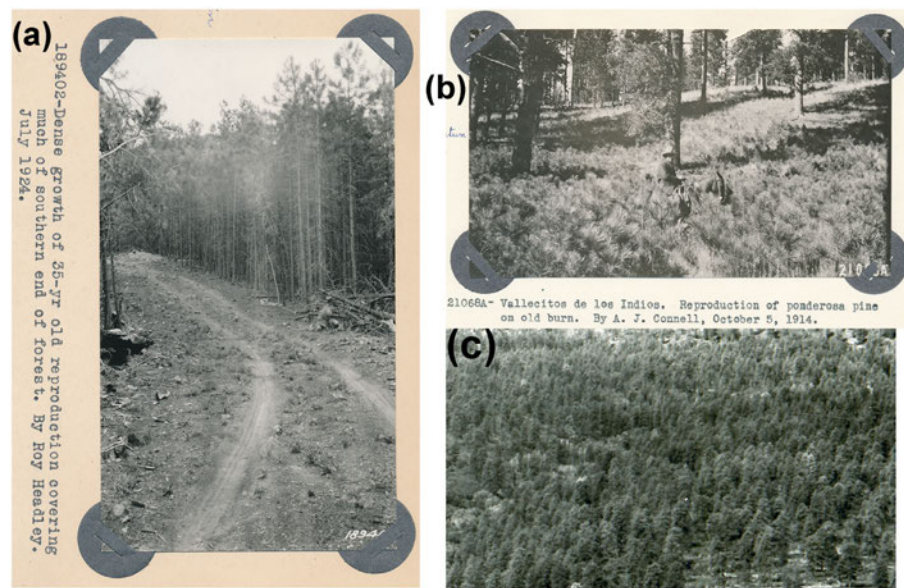 (a)
189402-Dense growth of 35-yr old reproduction covering
much of southern end of forest. By Roy Headley.
July 1924.
1894
(b)
21068A
21068A- Vallecitos de los Indios. Reproduction of ponderosa pine
on old burn. By A. J. Connell, October 5, 1914.
(c)